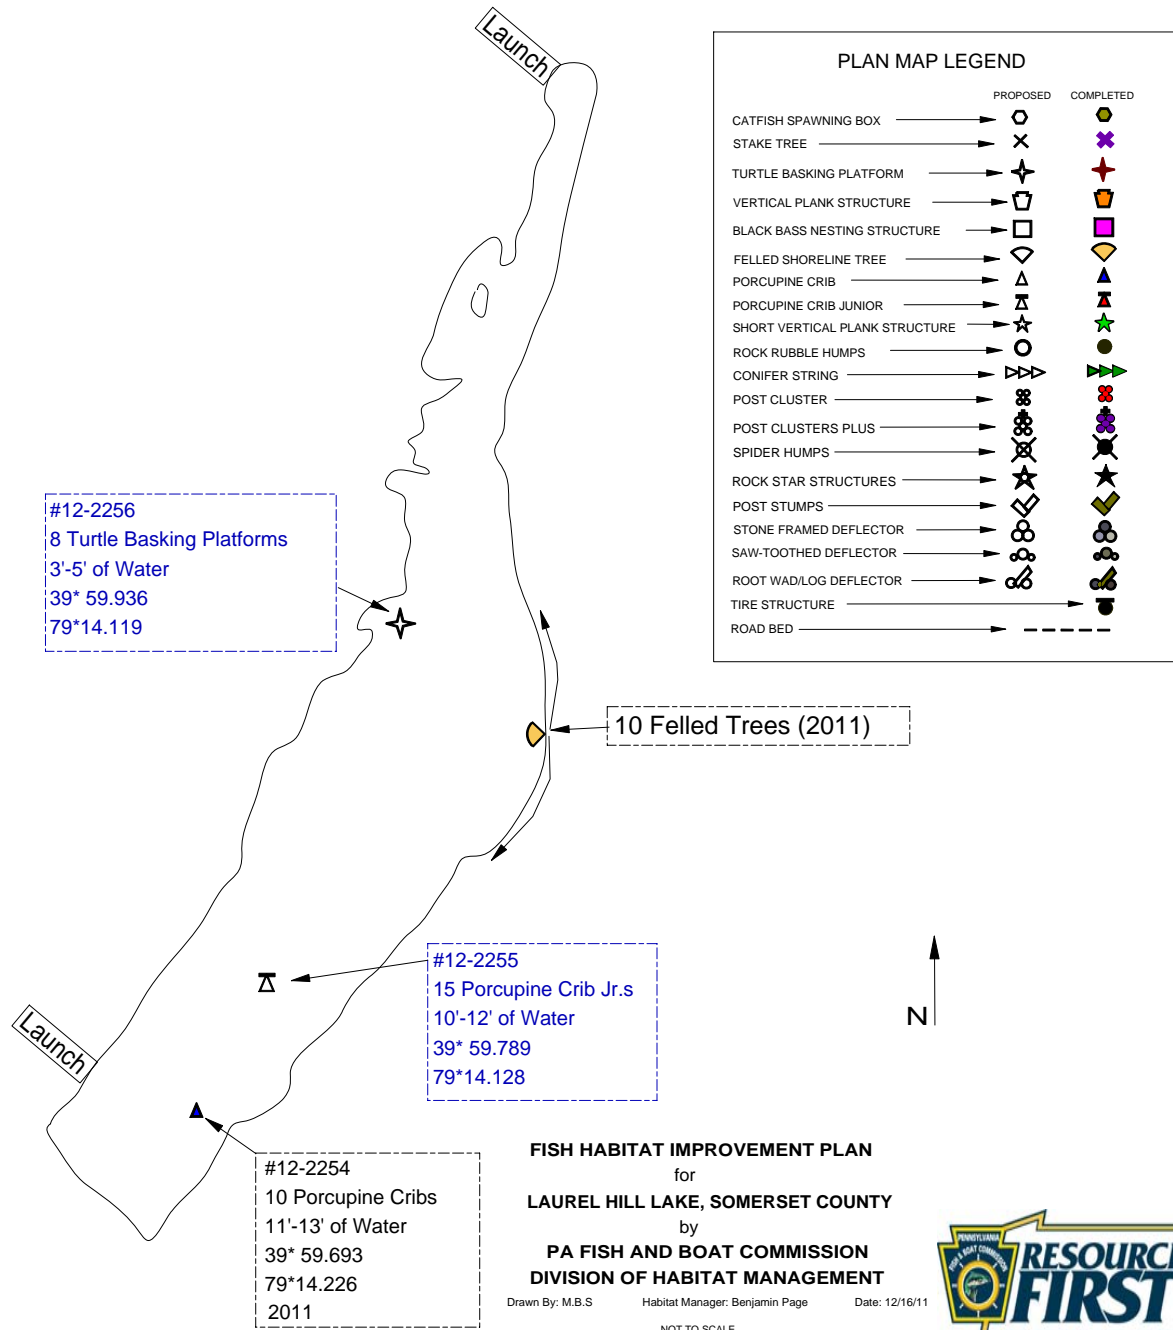 Launch
PLAN MAP LEGEND
PROPOSED COMPLETED
CATFISH SPAWNING BOX
STAKE TREE
TURTLE BASKING PLATFORM
VERTICAL PLANK STRUCTURE
BLACK BASS NESTING STRUCTURE
FELLED SHORELINE TREE
PORCUPINE CRIB
PORCUPINE CRIB JUNIOR
SHORT VERTICAL PLANK STRUCTURE
ROCK RUBBLE HUMPS
CONIFER STRING
POST CLUSTER
POST CLUSTERS PLUS
SPIDER HUMPS
ROCK STAR STRUCTURES
POST STUMPS
STONE FRAMED DEFLECTOR
SAW-TOOTHED DEFLECTOR
ROOT WAD/LOG DEFLECTOR
TIRE STRUCTURE
ROAD BED
#12-2256
8 Turtle Basking Platforms
3'-5' of Water
39* 59.936
79*14.119
10 Felled Trees (2011)
#12-2255
15 Porcupine Crib Jr.s
10'-12' of Water
39* 59.789
79*14.128
N
Launch
#12-2254
10 Porcupine Cribs
11'-13' of Water
39* 59.693
79*14.226
2011
FISH HABITAT IMPROVEMENT PLAN
for
LAUREL HILL LAKE, SOMERSET COUNTY
by
PA FISH AND BOAT COMMISSION
DIVISION OF HABITAT MANAGEMENT
Drawn By: M.B.S Habitat Manager: Benjamin Page Date: 12/16/11
NOT TO SCALE
PENNSYLVANIA
FISH & BOAT COMMISSION
RESOURC
FIRST